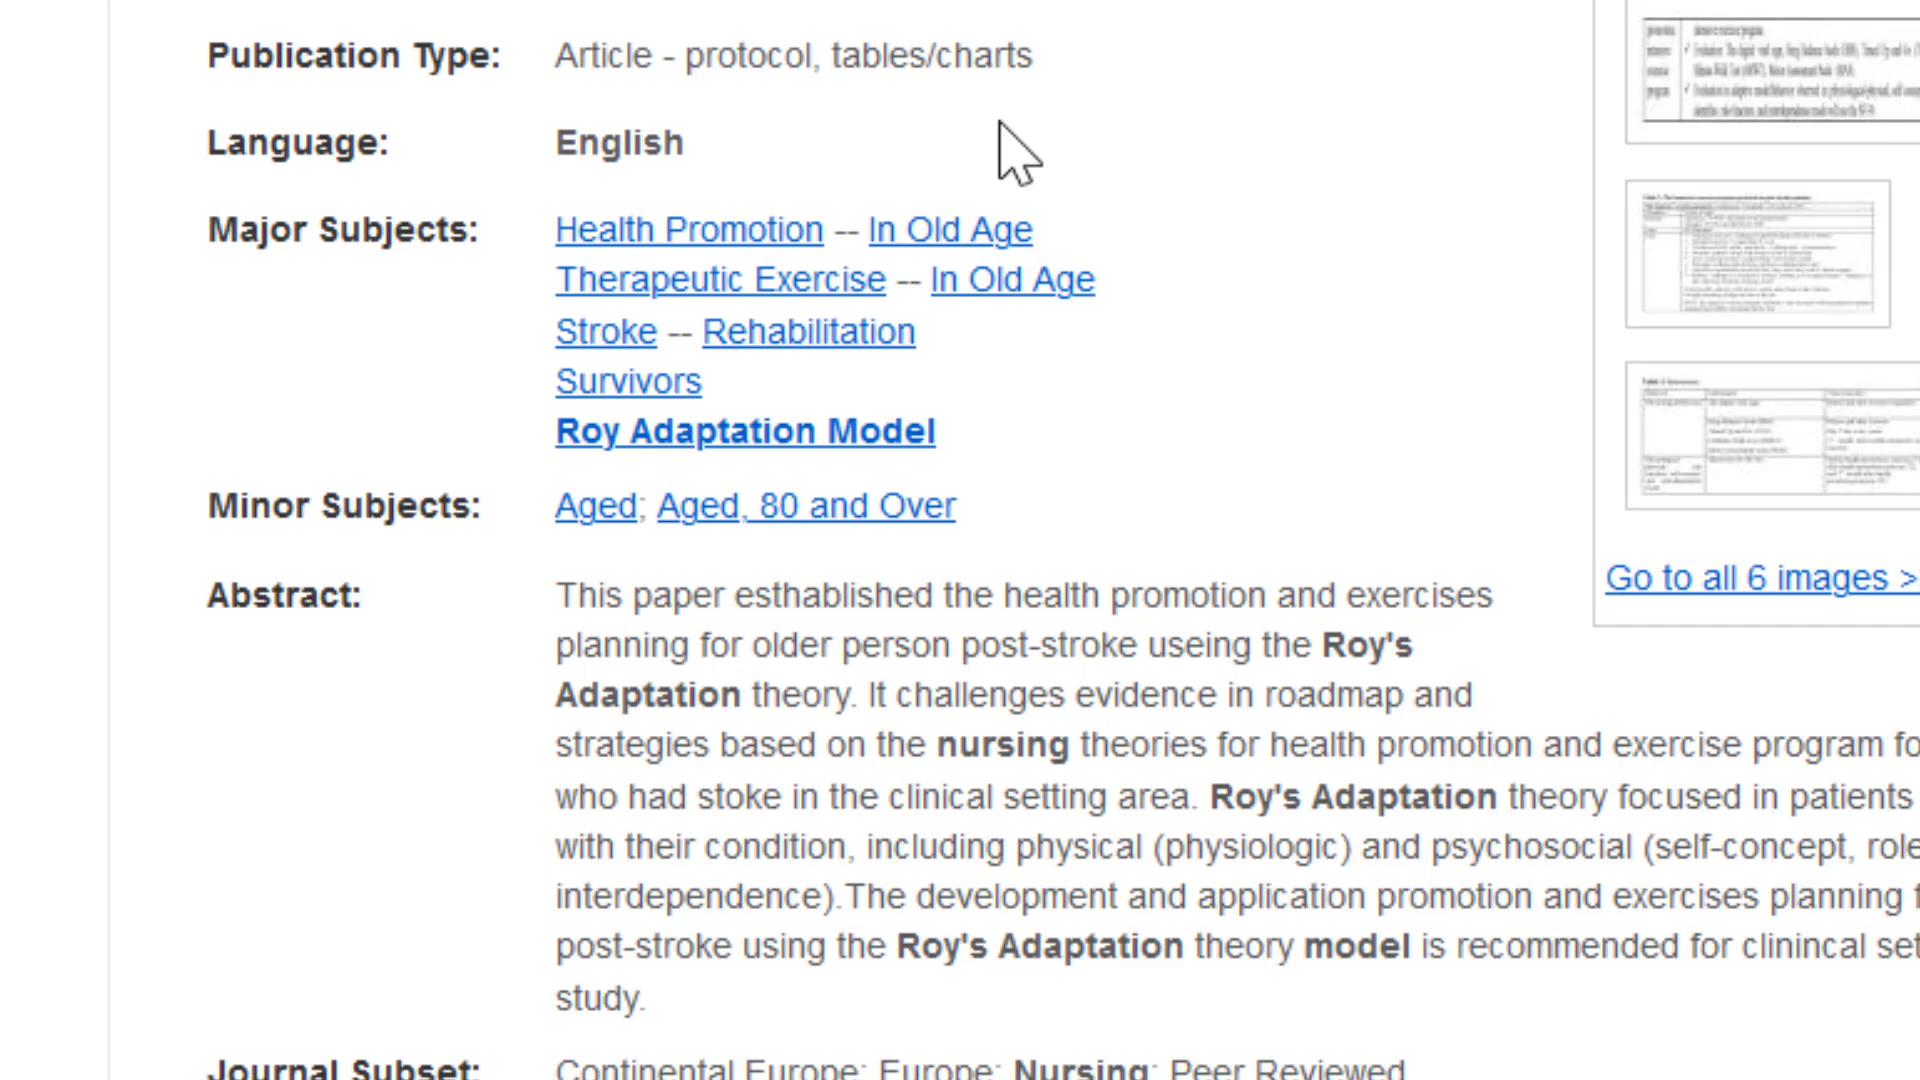 Publication Type: Article - protocol, tables/charts
Language: English
Major Subjects: Health Promotion -- In Old Age
Therapeutic Exercise -- In Old Age
Stroke -- Rehabilitation
Survivors
Roy Adaptation Model
Minor Subjects: Aged; Aged, 80 and Over
Go to all 6 images >
Abstract: This paper esthablished the health promotion and exercises
planning for older person post-stroke useing the Roy's
Adaptation theory. It challenges evidence in roadmap and
strategies based on the nursing theories for health promotion and exercise program fo
who had stoke in the clinical setting area. Roy's Adaptation theory focused in patients
with their condition, including physical (physiologic) and psychosocial (self-concept, role
interdependence).The development and application promotion and exercises planning f
post-stroke using the Roy's Adaptation theory model is recommended for clinincal set
study.
Journal Subset: Continental Europe; Europe; Nursing; Peer Reviewed